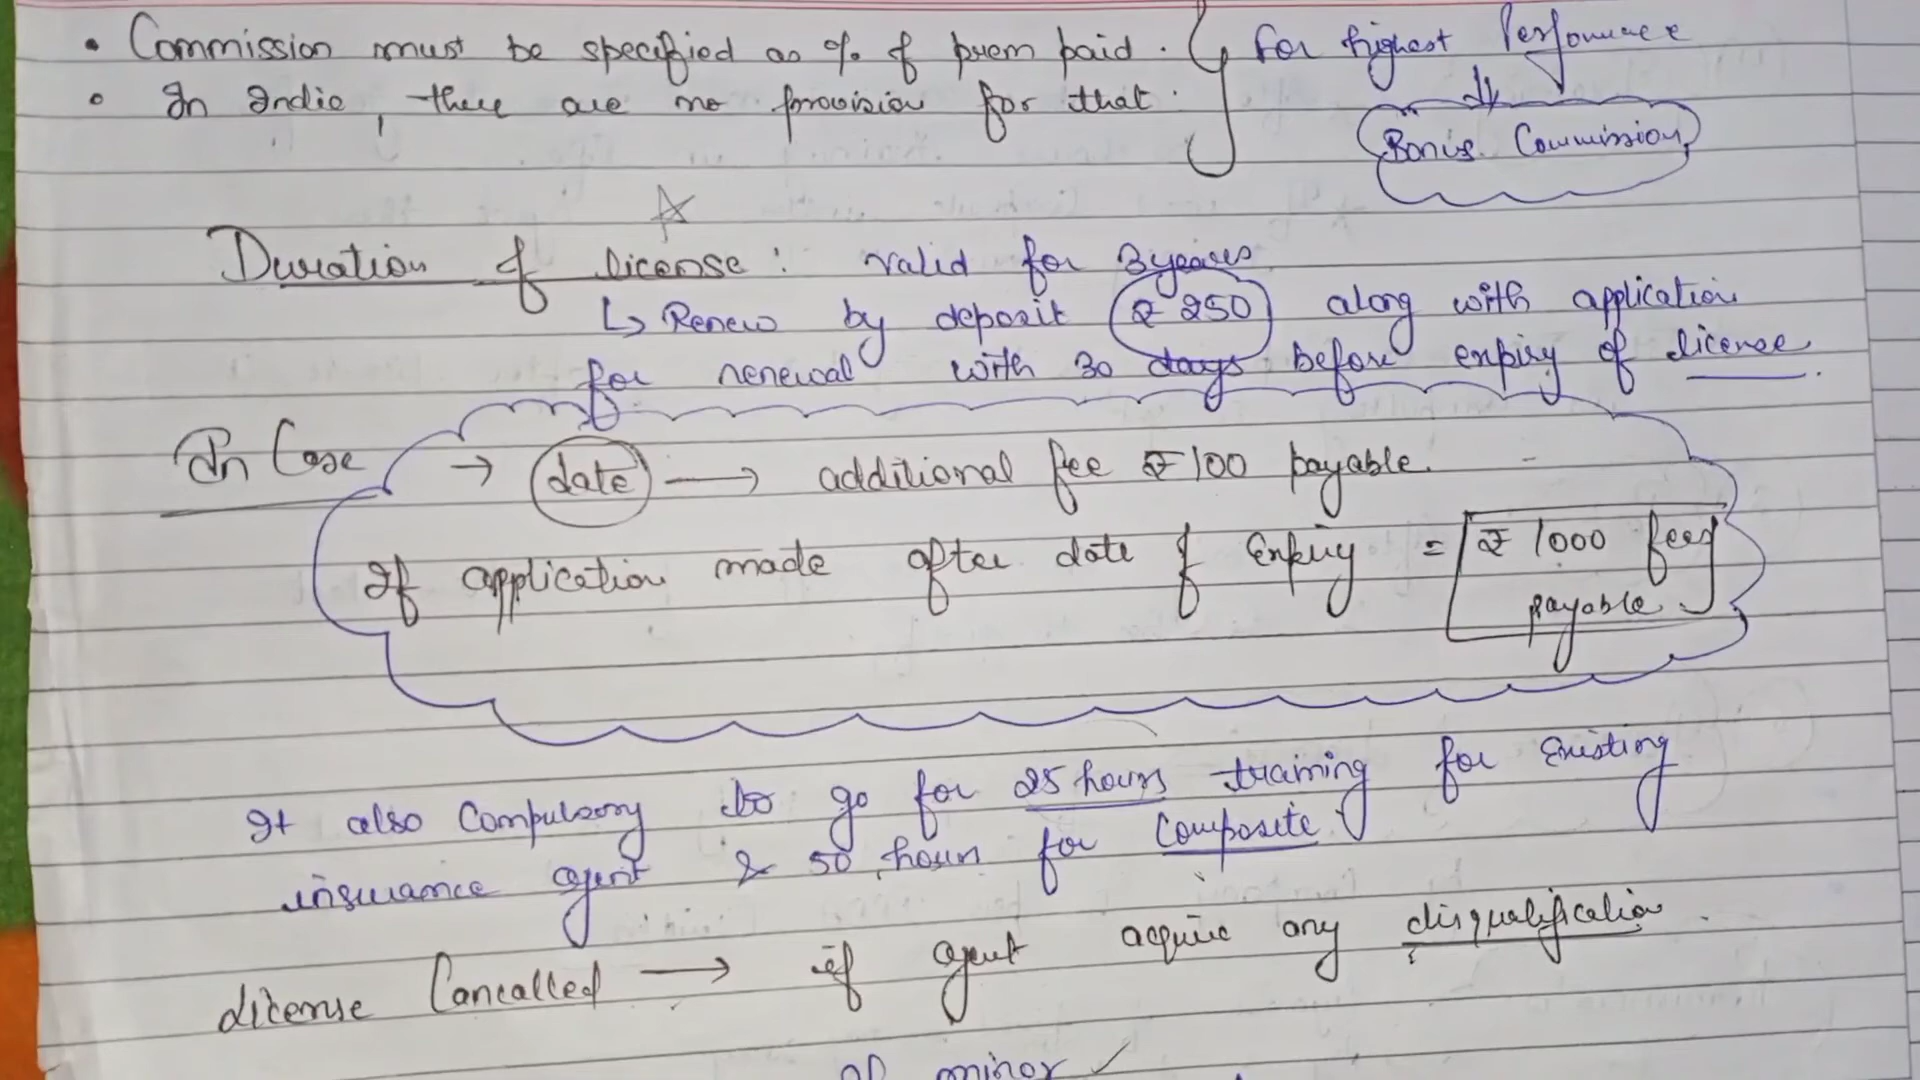 • Commission must be specified as % of prem paid. For highest Performance
• In India, there are no provision for that.
Bonus Commission
Duration of license: valid for 3 years
↳ Renew by deposit ₹ 250 along with application
for renewal with 30 days before expiry of license.
In Case → date → additional fee ₹ 100 payable.
If application made after date of Expiry = ₹ 1000 fees
payable.
It also Compulsory to go for 25 hours training for Existing
insurance agent & 50 hours for Composite.
license Cancalled → if agent acquire any disqualification.
minor ✓